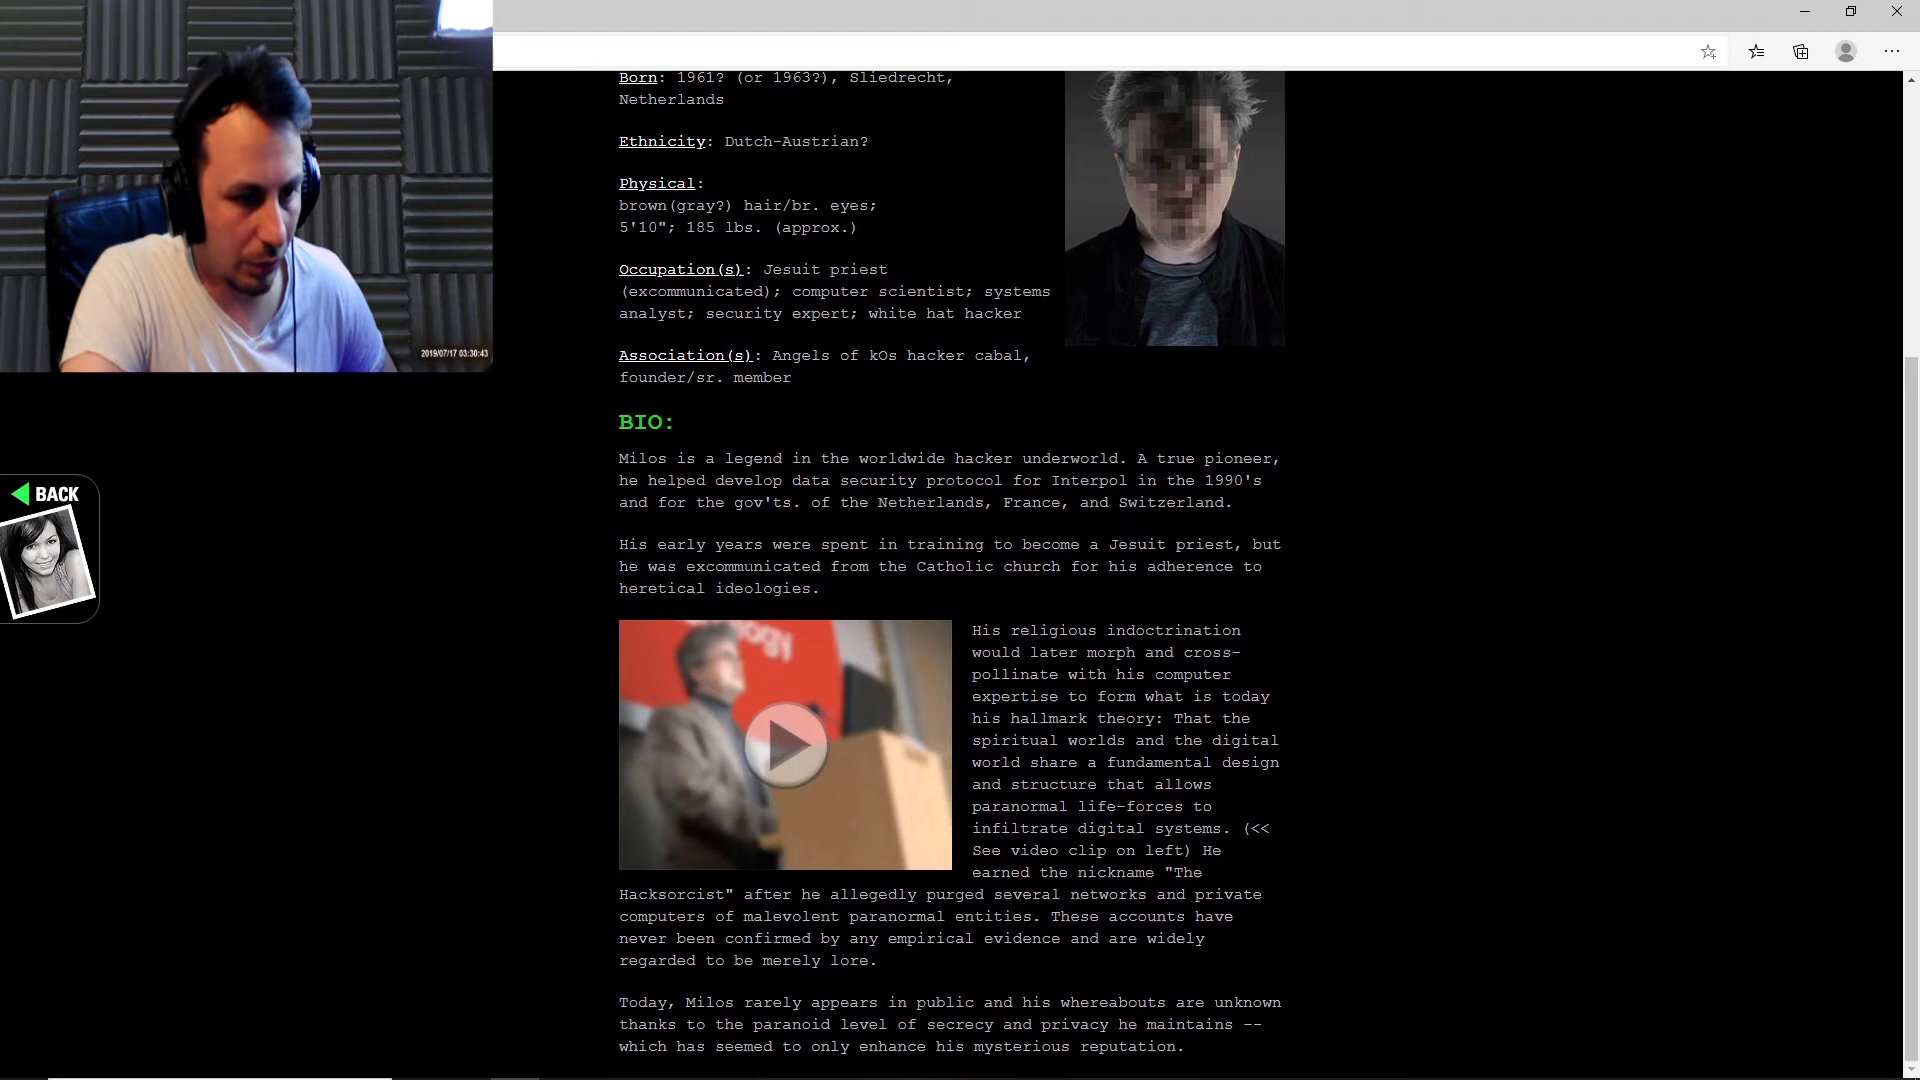 Born: 1961? (or 1963?), Sliedrecht,
Netherlands
Ethnicity: Dutch-Austrian?
Physical:
brown(gray?) hair/br. eyes;
5'10"; 185 lbs. (approx.)
Occupation(s): Jesuit priest
(excommunicated); computer scientist; systems
analyst; security expert; white hat hacker
2019/07/17 03:30:43
Association(s): Angels of kOs hacker cabal,
founder/sr. member
BIO:
Milos is a legend in the worldwide hacker underworld. A true pioneer,
he helped develop data security protocol for Interpol in the 1990's
and for the gov'ts. of the Netherlands, France, and Switzerland.
BACK
His early years were spent in training to become a Jesuit priest, but
he was excommunicated from the Catholic church for his adherence to
heretical ideologies.
ology
His religious indoctrination
would later morph and cross-
pollinate with his computer
expertise to form what is today
his hallmark theory: That the
spiritual worlds and the digital
world share a fundamental design
and structure that allows
paranormal life-forces to
infiltrate digital systems. (<<
See video clip on left) He
earned the nickname "The
Hacksorcist" after he allegedly purged several networks and private
computers of malevolent paranormal entities. These accounts have
never been confirmed by any empirical evidence and are widely
regarded to be merely lore.
Today, Milos rarely appears in public and his whereabouts are unknown
thanks to the paranoid level of secrecy and privacy he maintains --
which has seemed to only enhance his mysterious reputation.